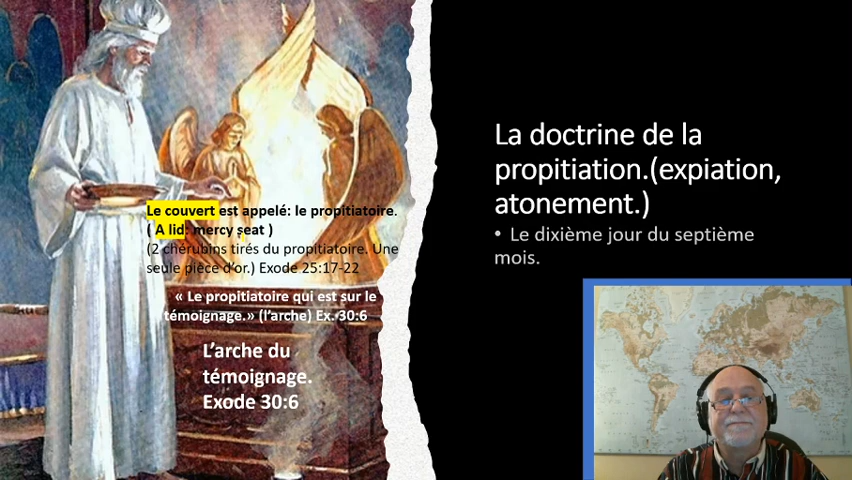 Le couvert est appelé: le propitiatoire.
( A lid: mercy seat )
(2 chérubins tirés du propitiatoire. Une
seule pièce d'or.) Exode 25:17-22
« Le propitiatoire qui est sur le
témoignage.» (l'arche) Ex. 30:6
L'arche du
témoignage.
Exode 30:6
La doctrine de la
propitiation.(expiation,
atonement.)
• Le dixième jour du septième
mois.